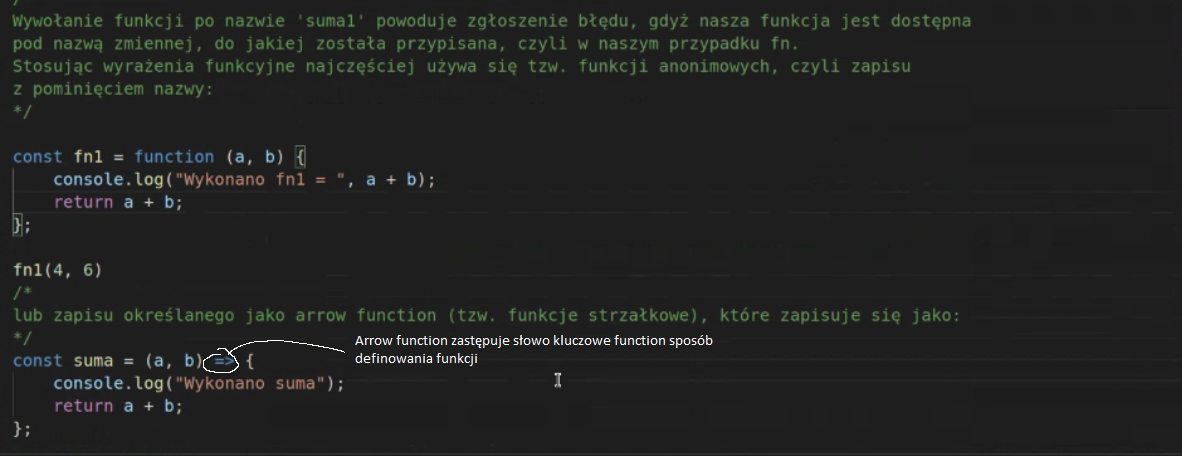 Wywołanie funkcji po nazwie 'suma1' powoduje zgłoszenie błędu, gdyż nasza funkcja jest dostępna
pod nazwą zmiennej, do jakiej została przypisana, czyli w naszym przypadku fn.
Stosując wyrażenia funkcyjne najczęściej używa się tzw. funkcji anonimowych, czyli zapisu
z pominięciem nazwy:
*/
const fn1 = function (a, b) {
console.log("Wykonano fn1 = ", a + b);
return a + b;
};
fn1(4, 6)
/*
lub zapisu określanego jako arrow function (tzw. funkcje strzałkowe), które zapisuje się jako:
*/
Arrow function zastępuje słowo kluczowe function sposób
definowania funkcji
const suma = (a, b) => {
console.log("Wykonano suma");
return a + b;
};